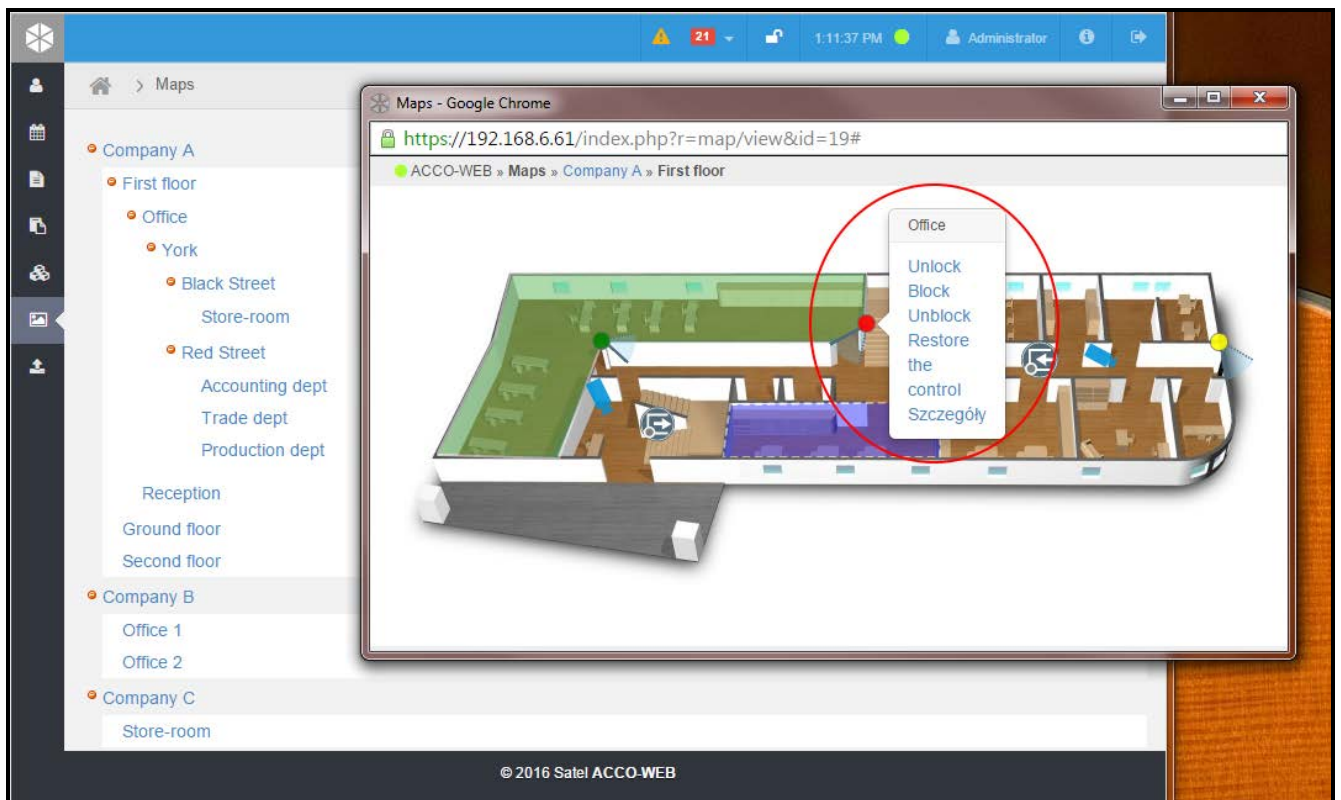 21
1:11:37 PM
Administrator
> Maps
Company A
First floor
Office
York
Black Street
Store-room
Red Street
Accounting dept
Trade dept
Production dept
Reception
Ground floor
Second floor
Company B
Office 1
Office 2
Company C
Store-room
Maps - Google Chrome
https://192.168.6.61/index.php?r=map/view&id=19#
ACCO-WEB » Maps » Company A » First floor
Office
Unlock
Block
Unblock
Restore
the
control
Szczegóły
© 2016 Satel ACCO-WEB